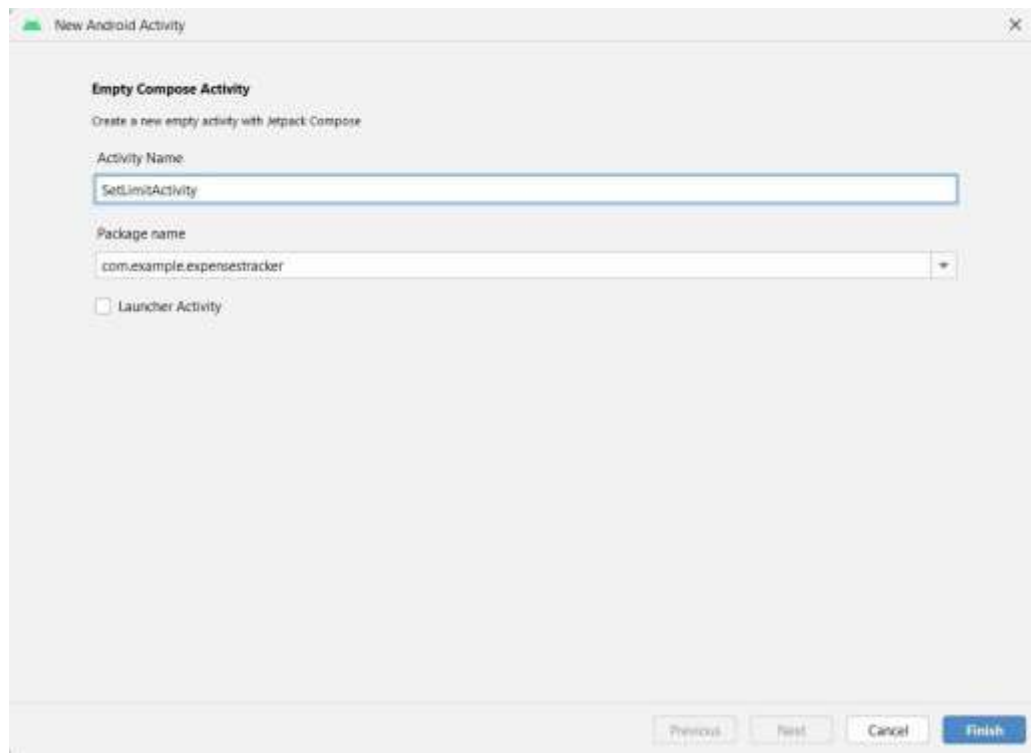 New Android Activity
Empty Compose Activity
Create a new empty activity with Jetpack Compose
Activity Name
SetLimitActivity
Package name
com.example.expensestracker
Launcher Activity
Previous Next Cancel Finish